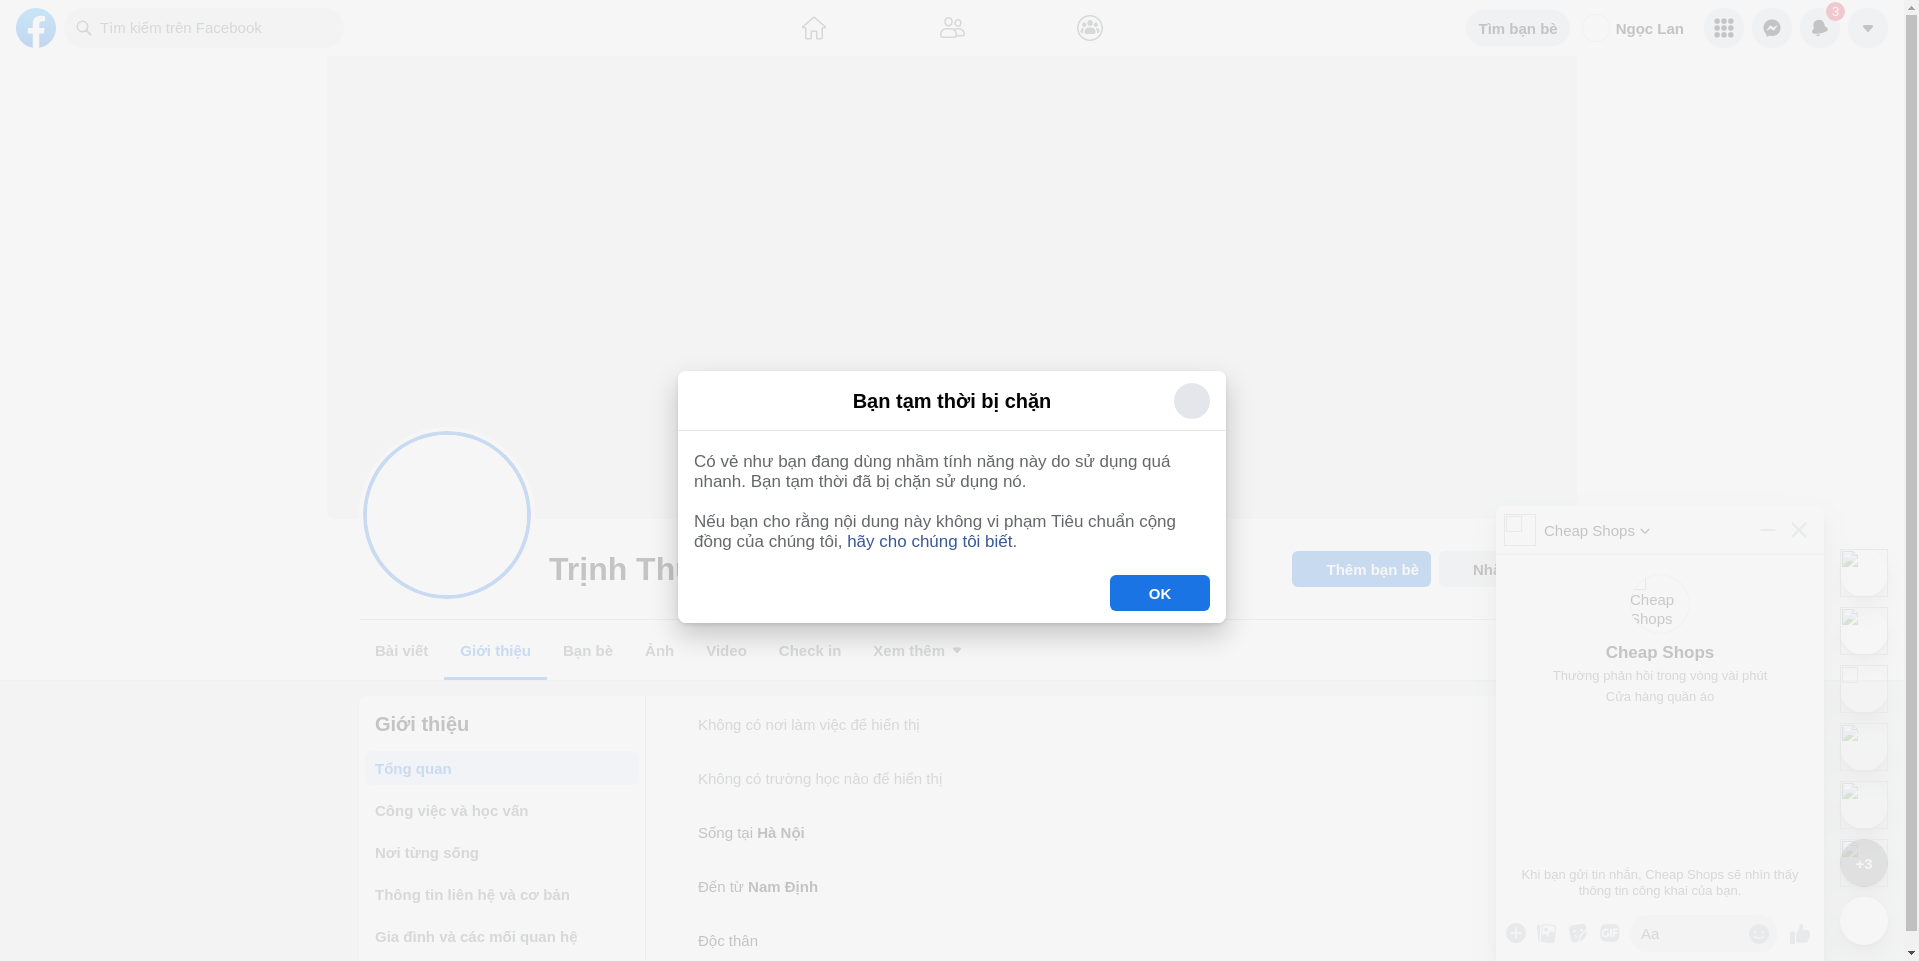 Tìm kiếm trên Facebook
Tìm bạn bè
Ngọc Lan
3
Bạn tạm thời bị chặn
Có vẻ như bạn đang dùng nhầm tính năng này do sử dụng quá
nhanh. Bạn tạm thời đã bị chặn sử dụng nó.
Nếu bạn cho rằng nội dung này không vi phạm Tiêu chuẩn cộng
đồng của chúng tôi, hãy cho chúng tôi biết.
OK
Trịnh
Thêm bạn bè
Bài viết
Giới thiệu
Bạn bè
Ảnh
Video
Check in
Xem thêm
Giới thiệu
Tổng quan
Công việc và học vấn
Nơi từng sống
Thông tin liên hệ và cơ bản
Gia đình và các mối quan hệ
Không có nơi làm việc để hiển thị
Không có trường học nào để hiển thị
Sống tại Hà Nội
Đến từ Nam Định
Độc thân
Cheap Shops
Cheap
Shops
Cheap Shops
Thường phản hồi trong vòng vài phút
Cửa hàng quần áo
Khi bạn gửi tin nhắn, Cheap Shops sẽ nhìn thấy
thông tin công khai của bạn.
GIF
Aa
+3